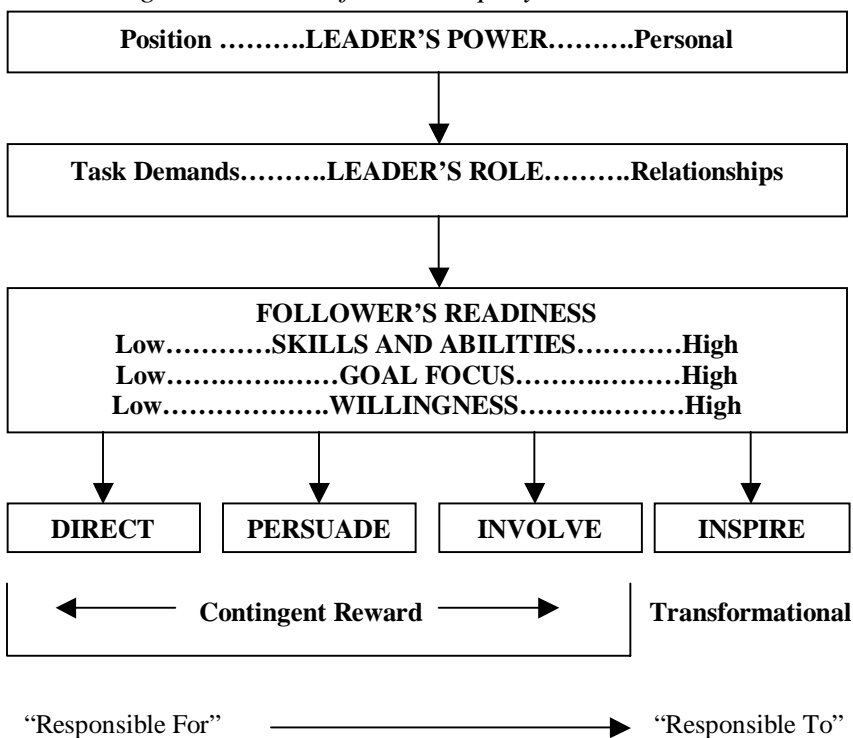 Position ……….LEADER’S POWER……….Personal
Task Demands……….LEADER’S ROLE……….Relationships
FOLLOWER’S READINESS
Low…………SKILLS AND ABILITIES…………High
Low…….…….……GOAL FOCUS……….………High
Low……………….WILLINGNESS……….………High
DIRECT PERSUADE INVOLVE INSPIRE
Contingent Reward Transformational
“Responsible For” “Responsible To”